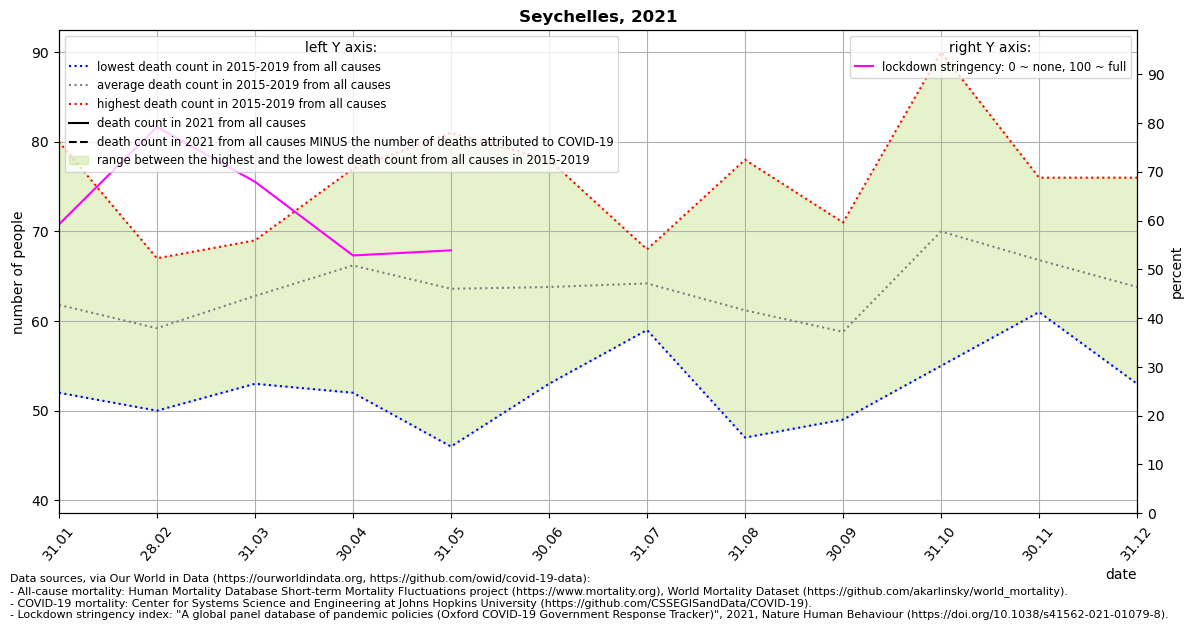 Seychelles, 2021
left Y axis:
lowest death count in 2015-2019 from all causes
average death count in 2015-2019 from all causes
highest death count in 2015-2019 from all causes
death count in 2021 from all causes
death count in 2021 from all causes MINUS the number of deaths attributed to COVID-19
range between the highest and the lowest death count from all causes in 2015-2019
right Y axis:
lockdown stringency: 0 ~ none, 100 ~ full
number of people
90
80
70
60
50
40
percent
90
80
70
60
50
40
30
20
10
0
31.01
28.02
31.03
30.04
31.05
30.06
31.07
31.08
30.09
31.10
30.11
31.12
date
Data sources, via Our World in Data (https://ourworldindata.org, https://github.com/owid/covid-19-data):
- All-cause mortality: Human Mortality Database Short-term Mortality Fluctuations project (https://www.mortality.org), World Mortality Dataset (https://github.com/akarlinsky/world_mortality).
- COVID-19 mortality: Center for Systems Science and Engineering at Johns Hopkins University (https://github.com/CSSEGISandData/COVID-19).
- Lockdown stringency index: "A global panel database of pandemic policies (Oxford COVID-19 Government Response Tracker)", 2021, Nature Human Behaviour (https://doi.org/10.1038/s41562-021-01079-8).